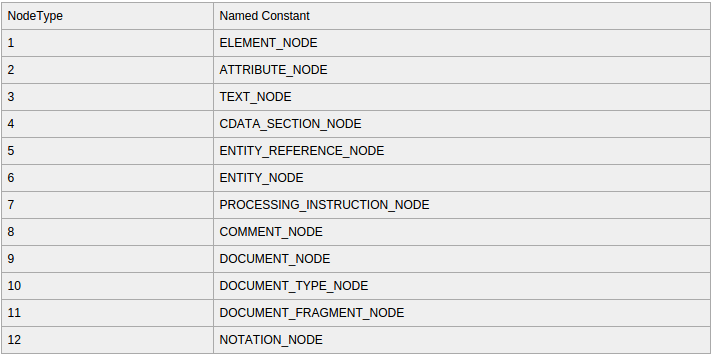 NodeType Named Constant
1 ELEMENT_NODE
2 ATTRIBUTE_NODE
3 TEXT_NODE
4 CDATA_SECTION_NODE
5 ENTITY_REFERENCE_NODE
6 ENTITY_NODE
7 PROCESSING_INSTRUCTION_NODE
8 COMMENT_NODE
9 DOCUMENT_NODE
10 DOCUMENT_TYPE_NODE
11 DOCUMENT_FRAGMENT_NODE
12 NOTATION_NODE